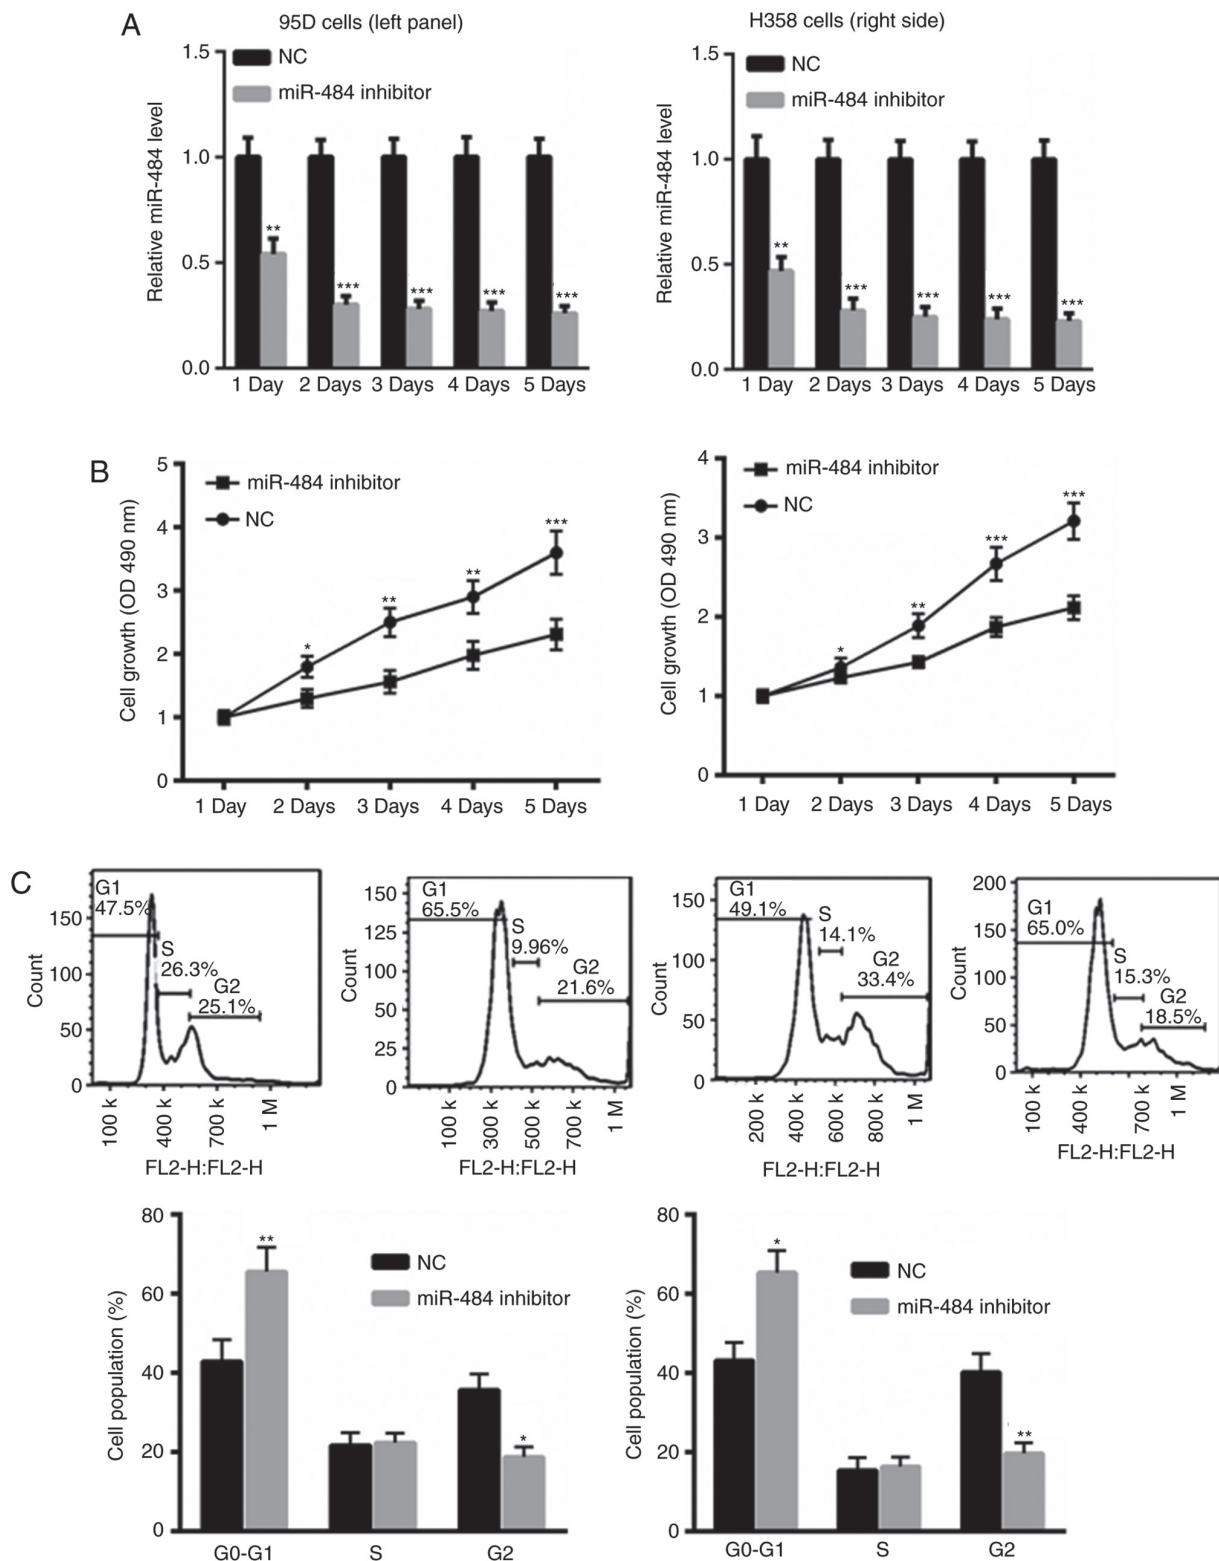 A
95D cells (left panel)
Relative miR-484 level
1.5
1.0
0.5
0.0
NC
miR-484 inhibitor
**
***
***
***
***
1 Day 2 Days 3 Days 4 Days 5 Days
H358 cells (right side)
Relative miR-484 level
1.5
1.0
0.5
0.0
NC
miR-484 inhibitor
**
***
***
***
***
1 Day 2 Days 3 Days 4 Days 5 Days
B
Cell growth (OD 490 nm)
5
4
3
2
1
0
miR-484 inhibitor
NC
*
**
**
***
1 Day 2 Days 3 Days 4 Days 5 Days
Cell growth (OD 490 nm)
4
3
2
1
0
miR-484 inhibitor
NC
*
**
***
***
1 Day 2 Days 3 Days 4 Days 5 Days
C
Count
150
100
50
0
G1
47.5%
S
26.3%
G2
25.1%
100 k 400 k 700 k 1 M
FL2-H:FL2-H
Count
150
125
100
50
25
0
G1
65.5%
S
9.96%
G2
21.6%
100 k 300 k 500 k 700 k 1 M
FL2-H:FL2-H
Count
150
100
50
0
G1
49.1%
S
14.1%
G2
33.4%
200 k 400 k 600 k 800 k 1 M
FL2-H:FL2-H
Count
200
150
100
50
0
G1
65.0%
S
15.3%
G2
18.5%
100 k 400 k 700 k 1 M
FL2-H:FL2-H
Cell population (%)
80
60
40
20
0
NC
miR-484 inhibitor
**
*
G0-G1 S G2
Cell population (%)
80
60
40
20
0
NC
miR-484 inhibitor
*
**
G0-G1 S G2